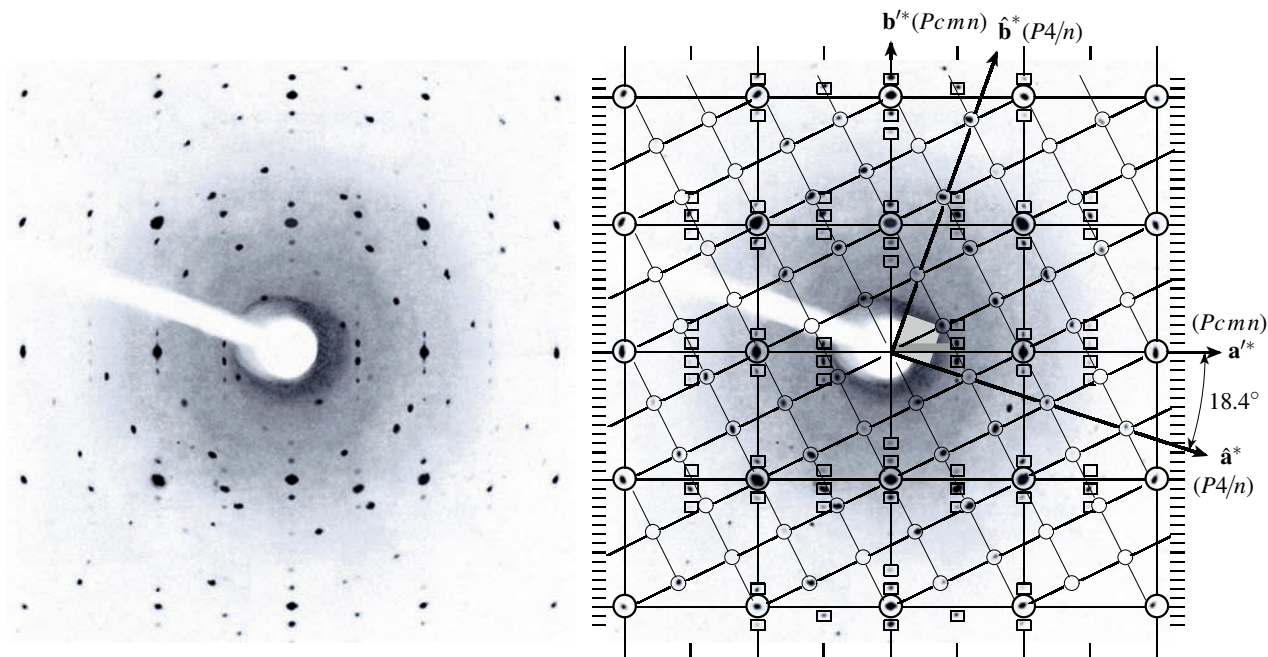 b′*(Pcmn)
b̂*(P4/n)
(Pcmn)
a′*
18.4°
â*
(P4/n)